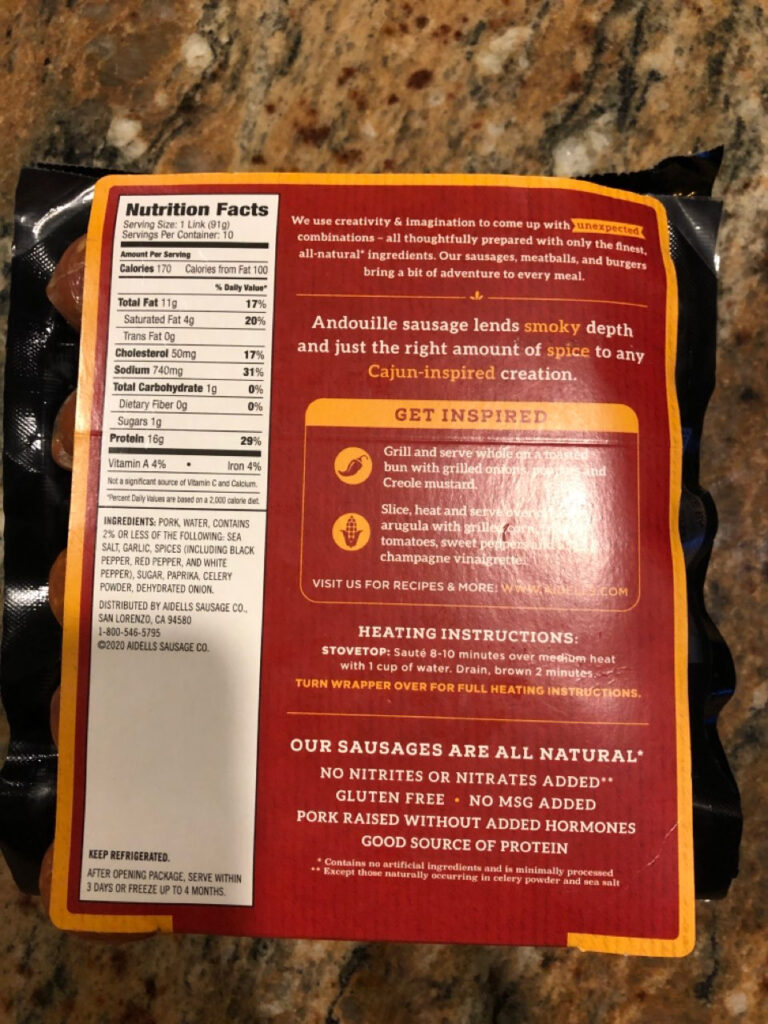 Nutrition Facts
Serving Size: 1 Link (91g)
Servings Per Container: 10
Amount Per Serving
Calories 170 Calories from Fat 100
% Daily Value*
Total Fat 11g 17%
Saturated Fat 4g 20%
Trans Fat 0g
Cholesterol 50mg 17%
Sodium 740mg 31%
Total Carbohydrate 1g 0%
Dietary Fiber 0g 0%
Sugars 1g
Protein 16g 29%
Vitamin A 4% • Iron 4%
Not a significant source of Vitamin C and Calcium.
*Percent Daily Values are based on a 2,000 calorie diet.
INGREDIENTS: PORK, WATER, CONTAINS
2% OR LESS OF THE FOLLOWING: SEA
SALT, GARLIC, SPICES (INCLUDING BLACK
PEPPER, RED PEPPER, AND WHITE
PEPPER), SUGAR, PAPRIKA, CELERY
POWDER, DEHYDRATED ONION.
DISTRIBUTED BY AIDELLS SAUSAGE CO.,
SAN LORENZO, CA 94580
1-800-546-5795
©2020 AIDELLS SAUSAGE CO.
KEEP REFRIGERATED.
AFTER OPENING PACKAGE, SERVE WITHIN
3 DAYS OR FREEZE UP TO 4 MONTHS.
We use creativity & imagination to come up with unexpected
combinations – all thoughtfully prepared with only the finest,
all-natural* ingredients. Our sausages, meatballs, and burgers
bring a bit of adventure to every meal.
Andouille sausage lends smoky depth
and just the right amount of spice to any
Cajun-inspired creation.
GET INSPIRED
Grill and serve whole on a toasted
bun with grilled onions, and
Creole mustard.
Slice, heat and serve over
arugula with grilled corn,
tomatoes, sweet peppers and
champagne vinaigrette.
VISIT US FOR RECIPES & MORE: WWW.AIDELLS.COM
HEATING INSTRUCTIONS:
STOVETOP: Sauté 8-10 minutes over medium heat
with 1 cup of water. Drain, brown 2 minutes.
TURN WRAPPER OVER FOR FULL HEATING INSTRUCTIONS.
OUR SAUSAGES ARE ALL NATURAL*
NO NITRITES OR NITRATES ADDED**
GLUTEN FREE • NO MSG ADDED
PORK RAISED WITHOUT ADDED HORMONES
GOOD SOURCE OF PROTEIN
* Contains no artificial ingredients and is minimally processed
** Except those naturally occurring in celery powder and sea salt